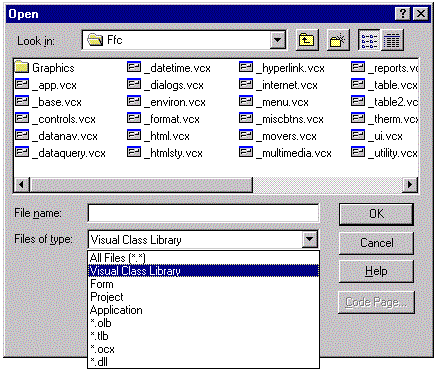 Open
Look in: Ffc
Graphics _datetime.vcx _hyperlink.vcx _reports.v
_app.vcx _dialogs.vcx _internet.vcx _table.vcx
_base.vcx _environ.vcx _menu.vcx _table2.vcx
_controls.vcx _format.vcx _miscbtns.vcx _therm.vcx
_datanav.vcx _html.vcx _movers.vcx _ui.vcx
_dataquery.vcx _htmlsty.vcx _multimedia.vcx _utility.vcx
File name: OK
Files of type: Visual Class Library Cancel
All Files (*.*)
Visual Class Library Help
Form
Project
Application Code Page...
*.olb
*.tlb
*.ocx
*.dll